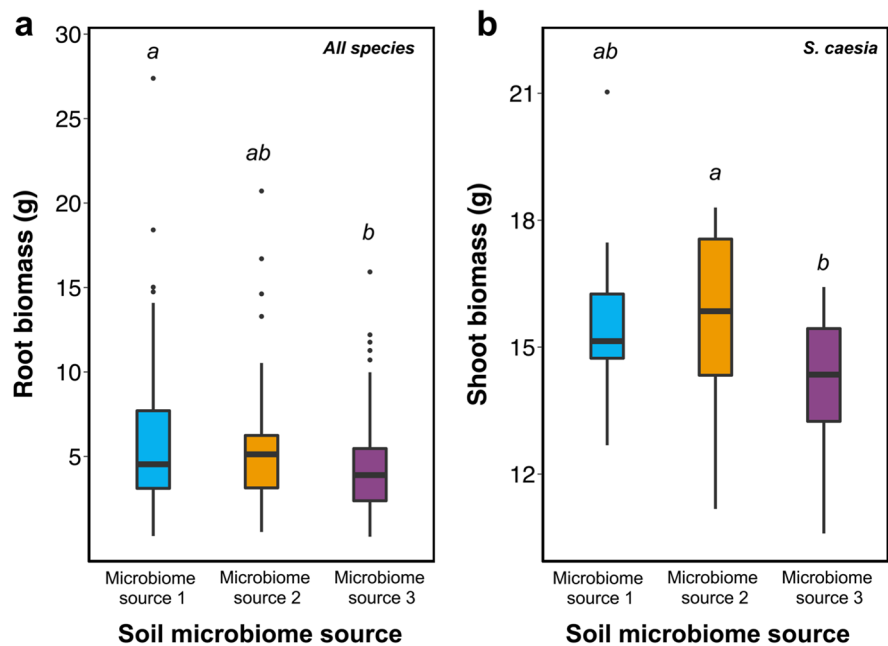 a
b
30
25
20
15
10
5
Root biomass (g)
All species
a
ab
b
Microbiome
source 1
Microbiome
source 2
Microbiome
source 3
Soil microbiome source
21
18
15
12
Shoot biomass (g)
S. caesia
ab
a
b
Microbiome
source 1
Microbiome
source 2
Microbiome
source 3
Soil microbiome source